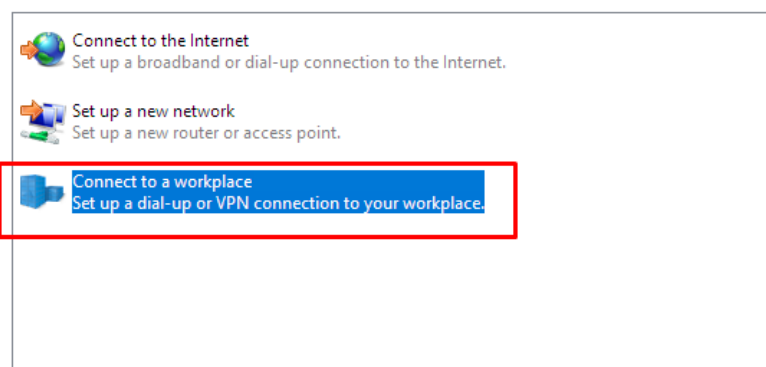 Connect to the Internet
Set up a broadband or dial-up connection to the Internet.
Set up a new network
Set up a new router or access point.
Connect to a workplace
Set up a dial-up or VPN connection to your workplace.